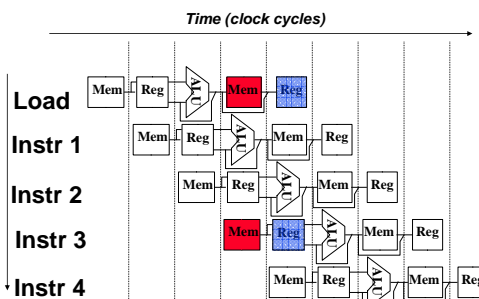 Time (clock cycles)
Load Mem Reg ALU Mem Reg
Instr 1 Mem Reg ALU Mem Reg
Instr 2 Mem Reg ALU Mem Reg
Instr 3 Mem Reg ALU Mem Reg
Instr 4 Mem Reg ALU Mem Reg